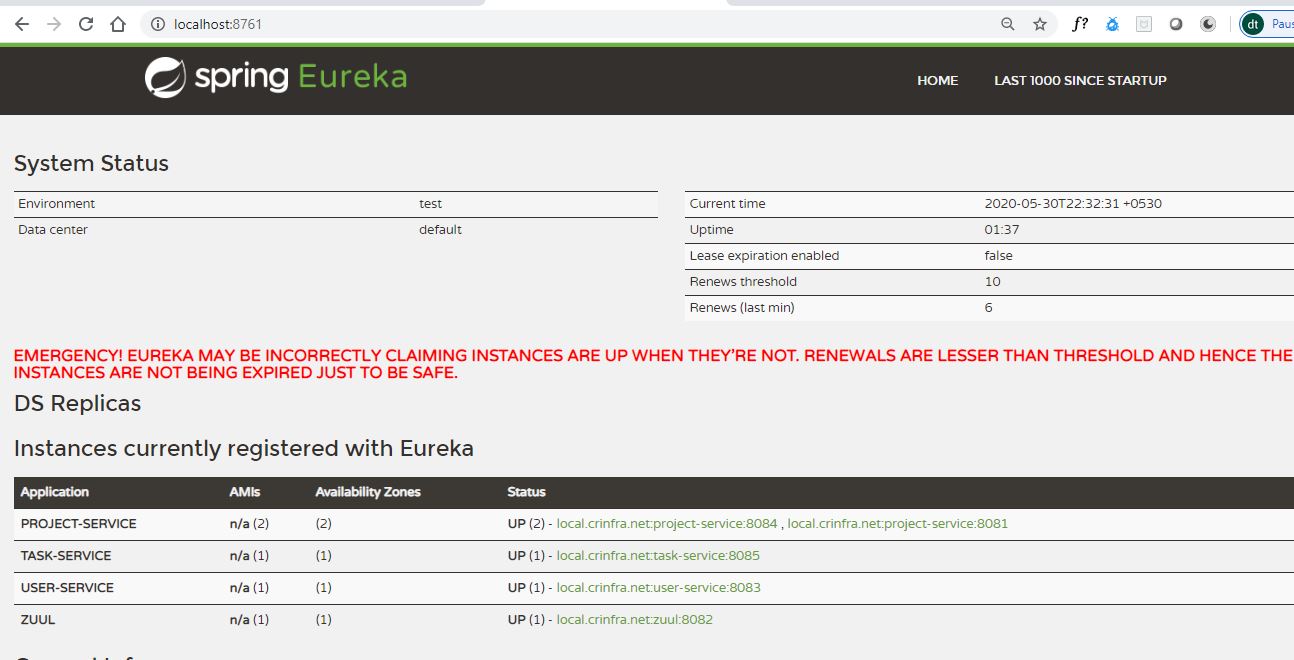 localhost:8761
f?
dt
Paus
spring Eureka
HOME LAST 1000 SINCE STARTUP
System Status
Environment test
Data center default
Current time 2020-05-30T22:32:31 +0530
Uptime 01:37
Lease expiration enabled false
Renews threshold 10
Renews (last min) 6
EMERGENCY! EUREKA MAY BE INCORRECTLY CLAIMING INSTANCES ARE UP WHEN THEY'RE NOT. RENEWALS ARE LESSER THAN THRESHOLD AND HENCE THE
INSTANCES ARE NOT BEING EXPIRED JUST TO BE SAFE.
DS Replicas
Instances currently registered with Eureka
Application AMIs Availability Zones Status
PROJECT-SERVICE n/a (2) (2) UP (2) - local.crinfra.net:project-service:8084 , local.crinfra.net:project-service:8081
TASK-SERVICE n/a (1) (1) UP (1) - local.crinfra.net:task-service:8085
USER-SERVICE n/a (1) (1) UP (1) - local.crinfra.net:user-service:8083
ZUUL n/a (1) (1) UP (1) - local.crinfra.net:zuul:8082